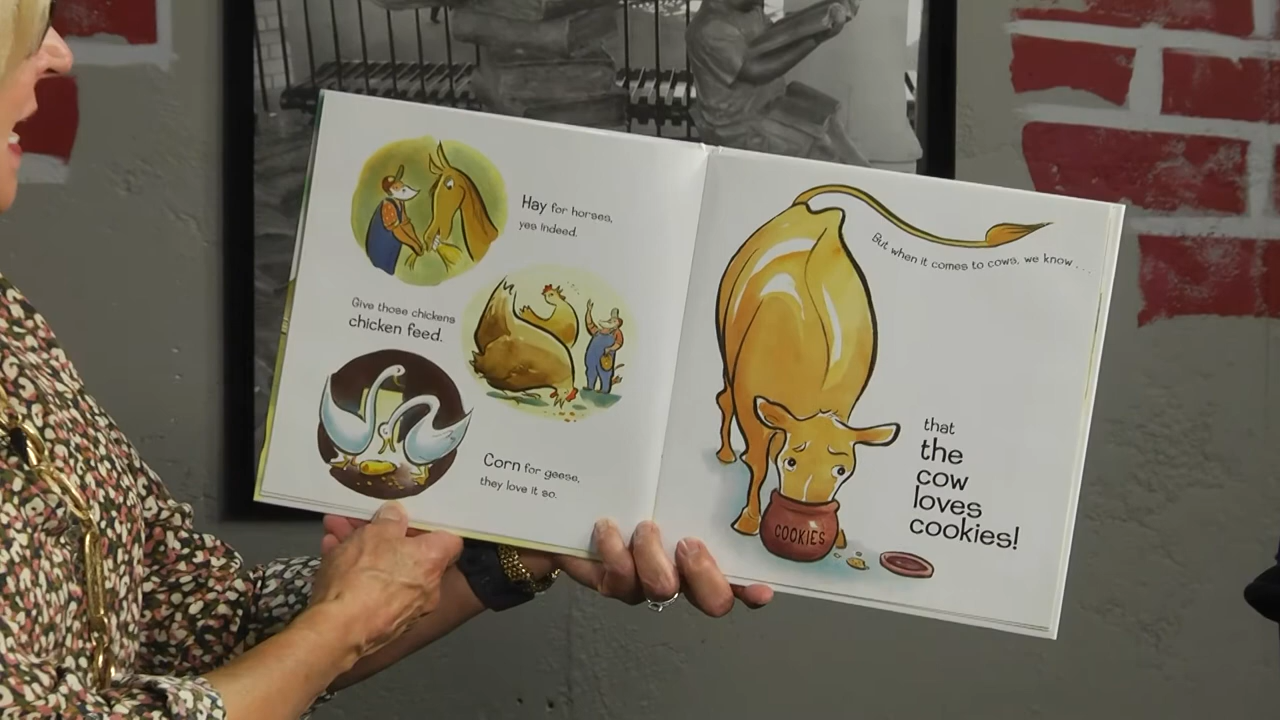 Hay for horses,
yes indeed.
Give those chickens
chicken feed.
Corn for geese,
they love it so.
But when it comes to cows, we know . . .
that
the
cow
loves
cookies!
COOKIES